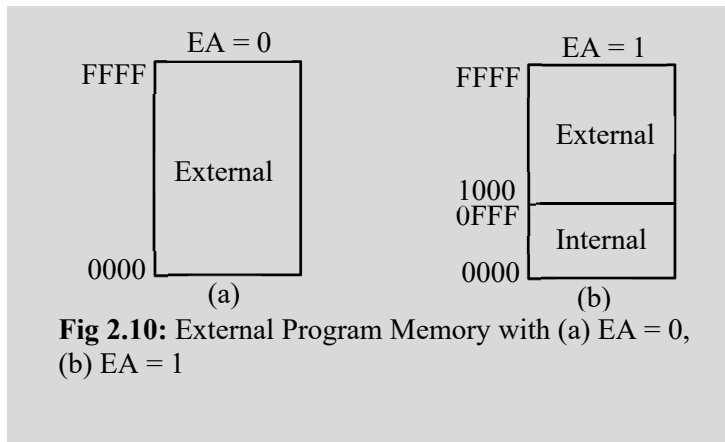 EA = 0
FFFF
External
0000
(a)
EA = 1
FFFF
External
1000
0FFF
Internal
0000
(b)
Fig 2.10: External Program Memory with (a) EA = 0,
(b) EA = 1